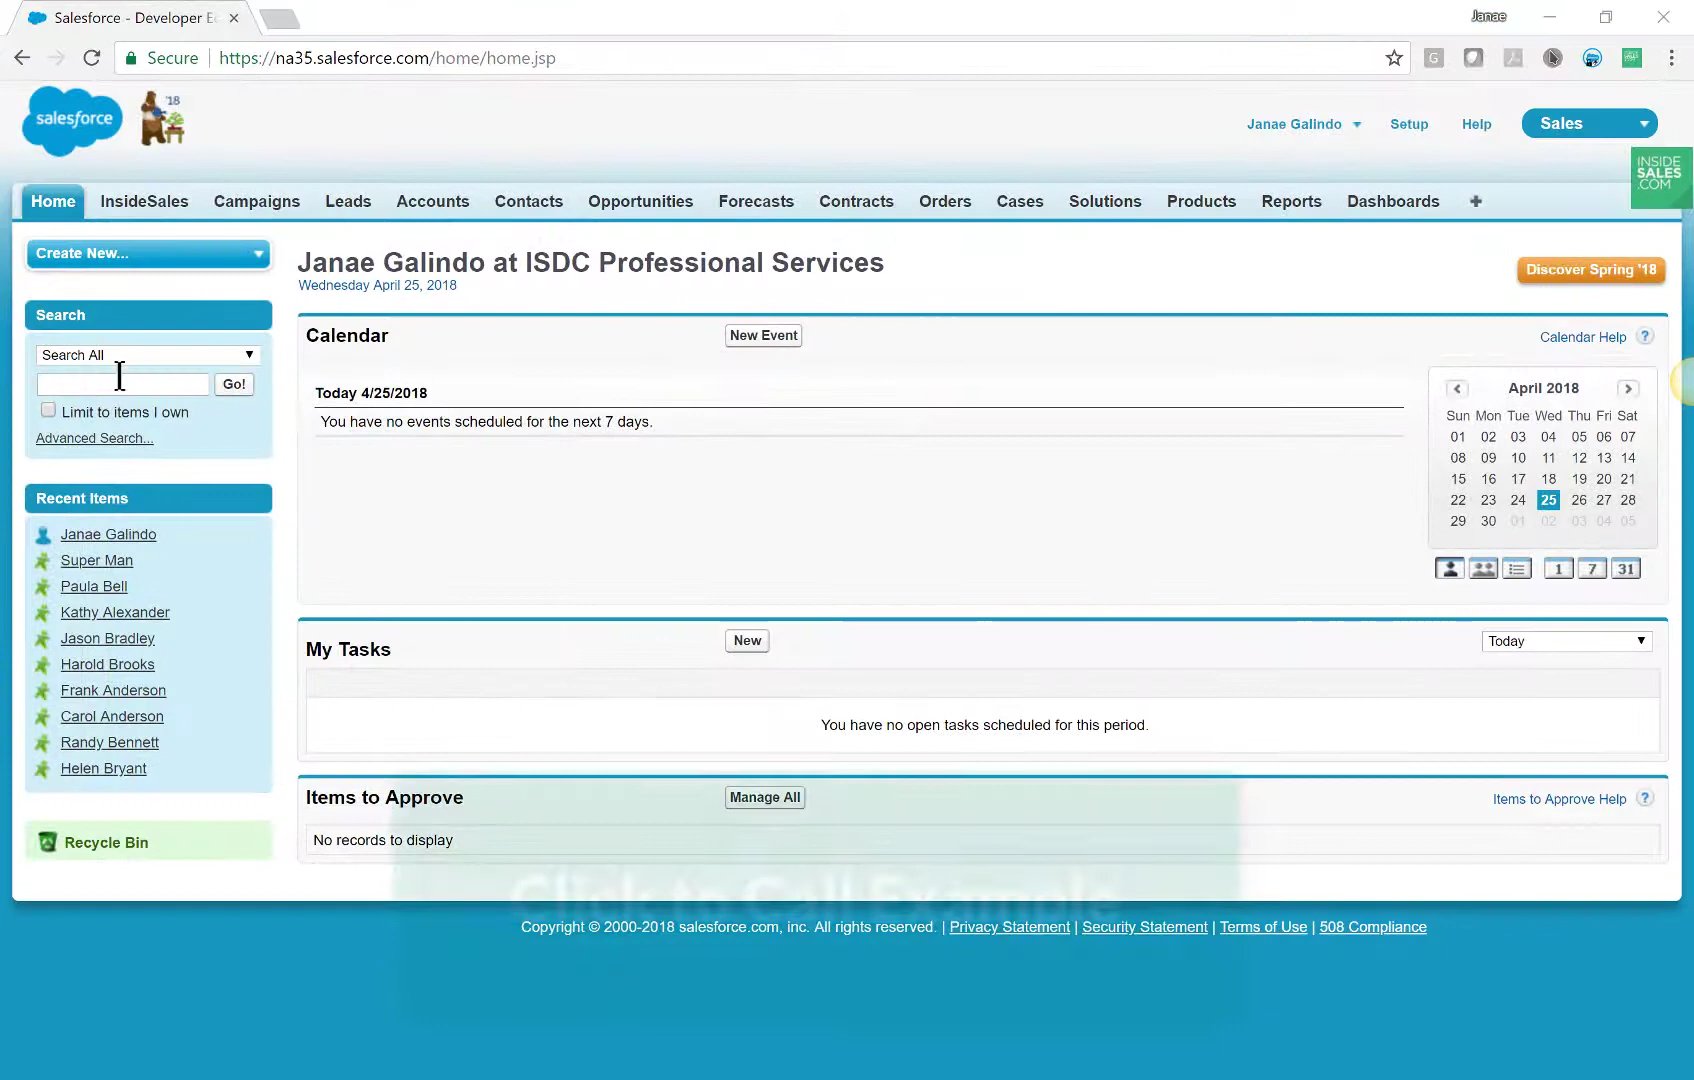 Salesforce - Developer E
Janae
Secure https://na35.salesforce.com/home/home.jsp
salesforce '18
Janae Galindo Setup Help Sales
INSIDE
SALES
.COM
Home InsideSales Campaigns Leads Accounts Contacts Opportunities Forecasts Contracts Orders Cases Solutions Products Reports Dashboards +
Create New...
Janae Galindo at ISDC Professional Services
Wednesday April 25, 2018
Discover Spring '18
Search
Search All
Go!
Limit to items I own
Advanced Search...
Calendar New Event Calendar Help ?
Today 4/25/2018
You have no events scheduled for the next 7 days.
April 2018
Sun Mon Tue Wed Thu Fri Sat
01 02 03 04 05 06 07
08 09 10 11 12 13 14
15 16 17 18 19 20 21
22 23 24 25 26 27 28
29 30 01 02 03 04 05
1 7 31
Recent Items
Janae Galindo
Super Man
Paula Bell
Kathy Alexander
Jason Bradley
Harold Brooks
Frank Anderson
Carol Anderson
Randy Bennett
Helen Bryant
Recycle Bin
My Tasks New Today
You have no open tasks scheduled for this period.
Items to Approve Manage All Items to Approve Help ?
No records to display
Click to Call Example
Copyright © 2000-2018 salesforce.com, inc. All rights reserved. | Privacy Statement | Security Statement | Terms of Use | 508 Compliance